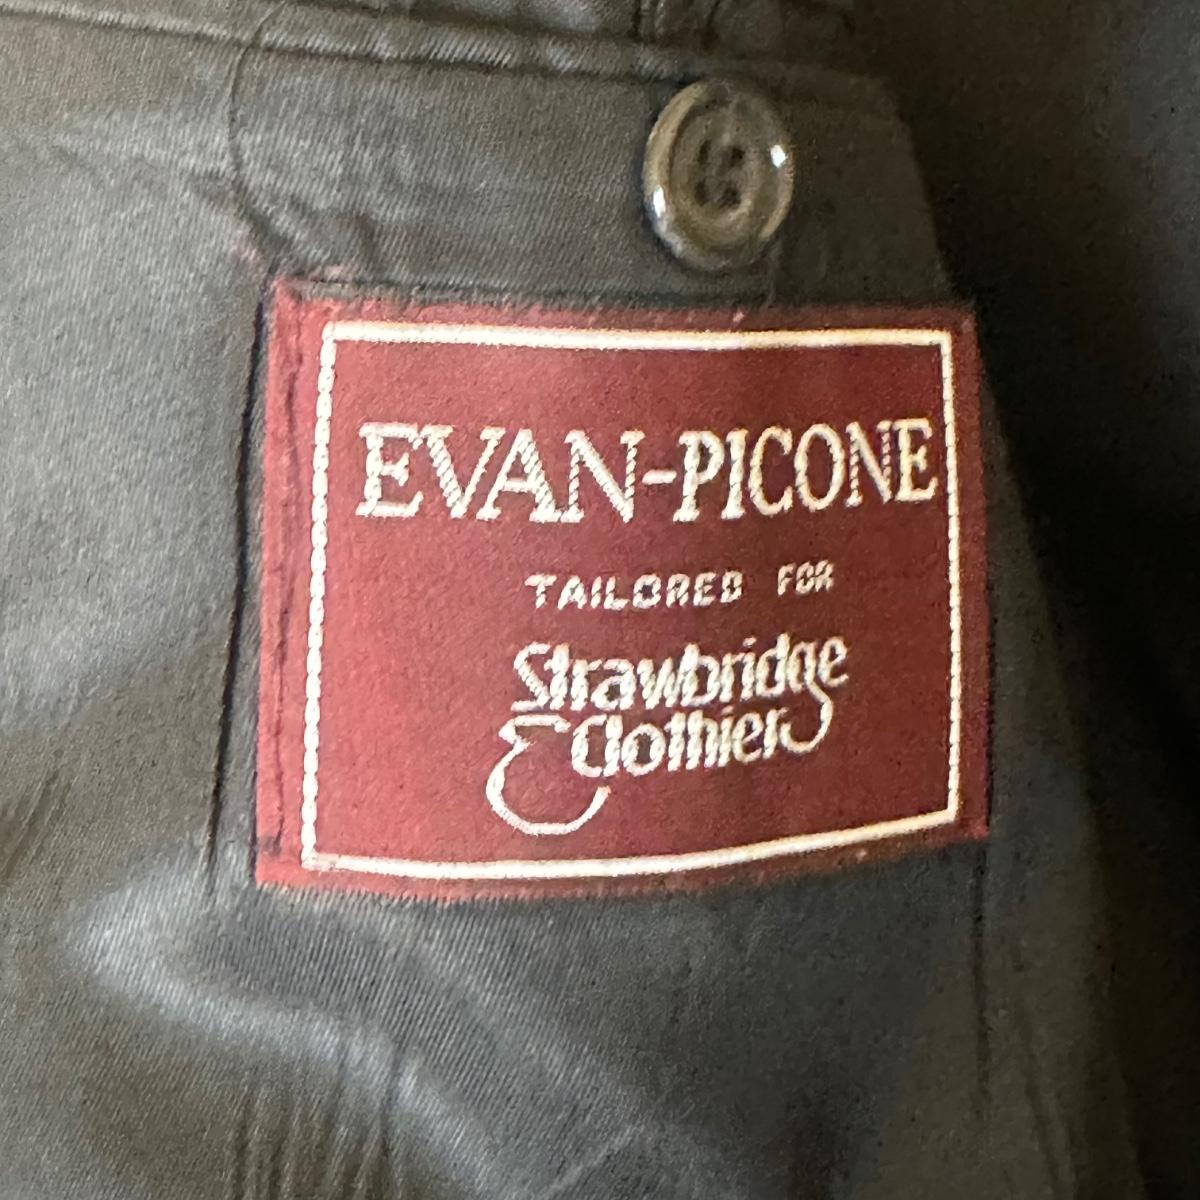 EVAN-PICONE
TAILORED FOR
Strawbridge
& Clothier